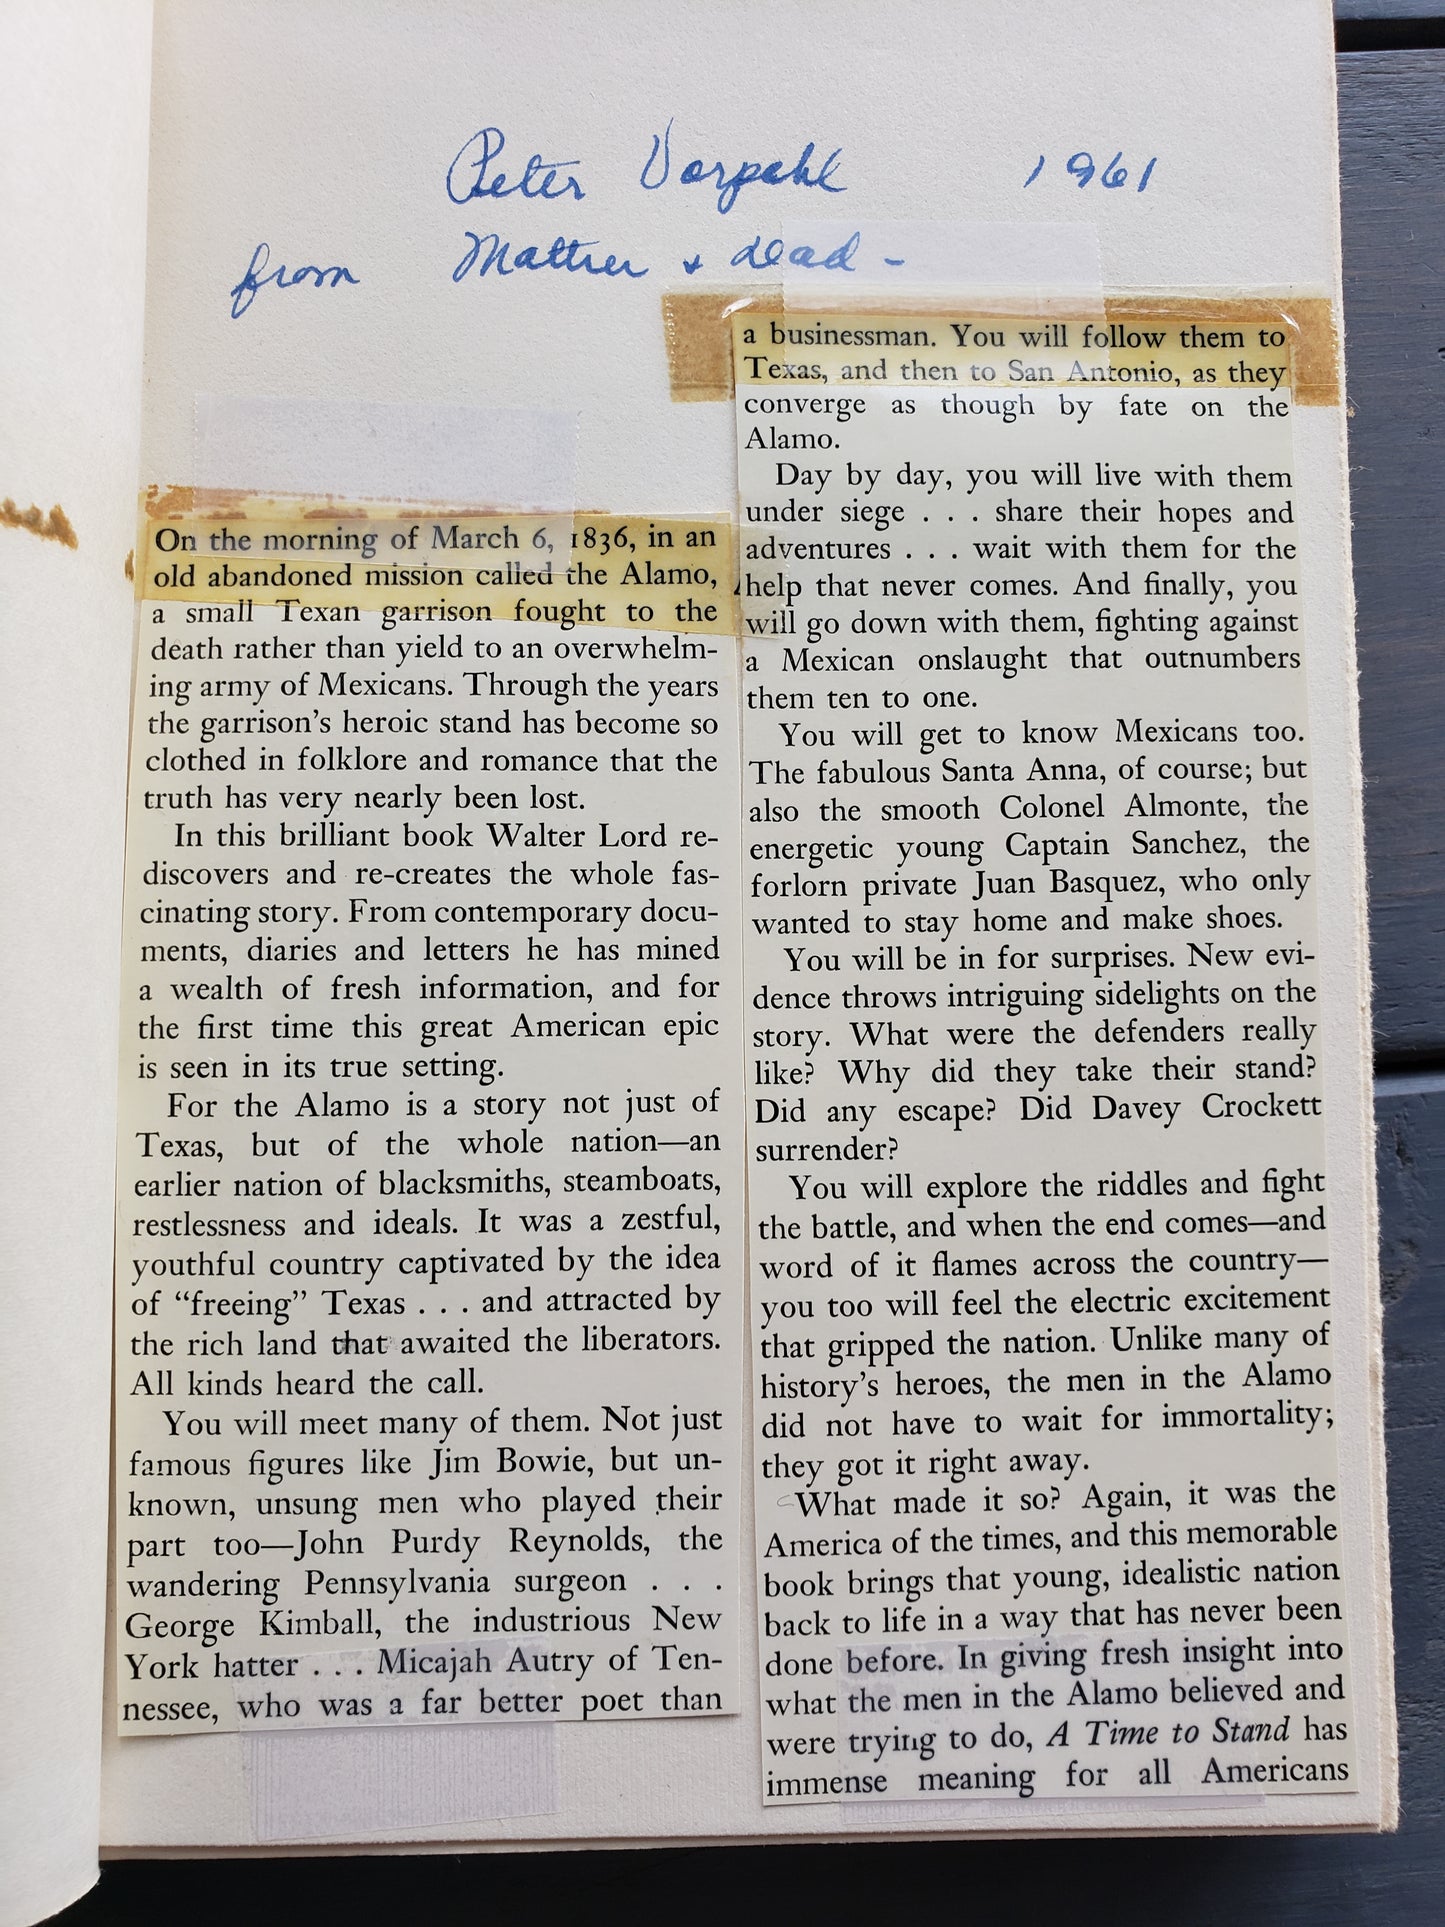 Peter Vorpahl 1961
from Mother + dead -
On the morning of March 6, 1836, in an
old abandoned mission called the Alamo,
a small Texan garrison fought to the
death rather than yield to an overwhelm-
ing army of Mexicans. Through the years
the garrison's heroic stand has become so
clothed in folklore and romance that the
truth has very nearly been lost.
In this brilliant book Walter Lord re-
discovers and re-creates the whole fas-
cinating story. From contemporary docu-
ments, diaries and letters he has mined
a wealth of fresh information, and for
the first time this great American epic
is seen in its true setting.
For the Alamo is a story not just of
Texas, but of the whole nation—an
earlier nation of blacksmiths, steamboats,
restlessness and ideals. It was a zestful,
youthful country captivated by the idea
of “freeing” Texas . . . and attracted by
the rich land that awaited the liberators.
All kinds heard the call.
You will meet many of them. Not just
famous figures like Jim Bowie, but un-
known, unsung men who played their
part too—John Purdy Reynolds, the
wandering Pennsylvania surgeon . . .
George Kimball, the industrious New
York hatter . . . Micajah Autry of Ten-
nessee, who was a far better poet than
a businessman. You will follow them to
Texas, and then to San Antonio, as they
converge as though by fate on the
Alamo.
Day by day, you will live with them
under siege . . . share their hopes and
adventures . . . wait with them for the
help that never comes. And finally, you
will go down with them, fighting against
a Mexican onslaught that outnumbers
them ten to one.
You will get to know Mexicans too.
The fabulous Santa Anna, of course; but
also the smooth Colonel Almonte, the
energetic young Captain Sanchez, the
forlorn private Juan Basquez, who only
wanted to stay home and make shoes.
You will be in for surprises. New evi-
dence throws intriguing sidelights on the
story. What were the defenders really
like? Why did they take their stand?
Did any escape? Did Davey Crockett
surrender?
You will explore the riddles and fight
the battle, and when the end comes—and
word of it flames across the country—
you too will feel the electric excitement
that gripped the nation. Unlike many of
history's heroes, the men in the Alamo
did not have to wait for immortality;
they got it right away.
What made it so? Again, it was the
America of the times, and this memorable
book brings that young, idealistic nation
back to life in a way that has never been
done before. In giving fresh insight into
what the men in the Alamo believed and
were trying to do, A Time to Stand has
immense meaning for all Americans